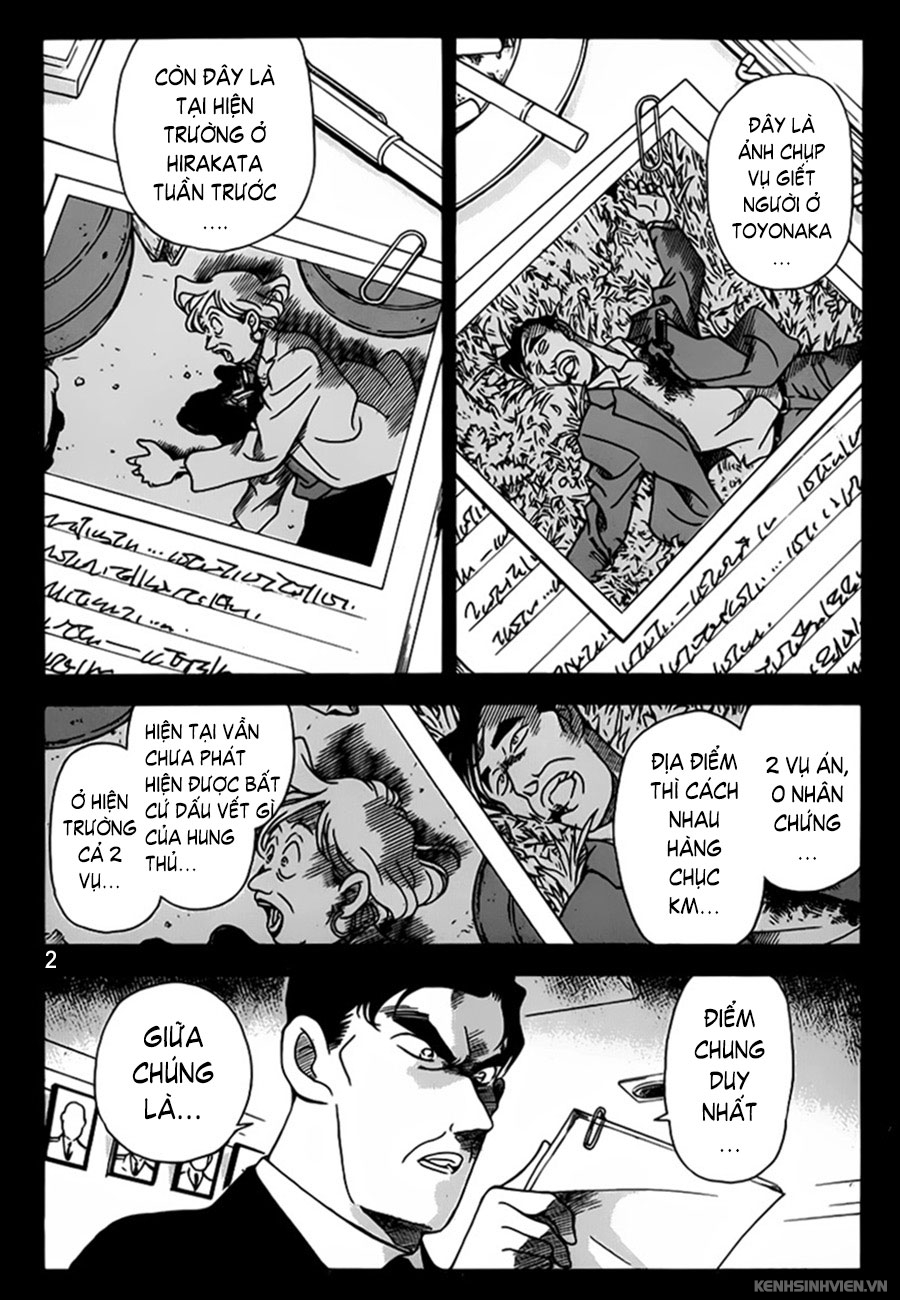 ĐÂY LÀ
ẢNH CHỤP
VỤ GIẾT
NGƯỜI Ở
TOYONAKA
...
CÒN ĐÂY LÀ
TẠI HIỆN
TRƯỜNG Ở
HIRAKATA
TUẦN TRƯỚC
....
2 VỤ ÁN,
0 NHÂN
CHỨNG
...
ĐỊA ĐIỂM
THÌ CÁCH
NHAU
HÀNG
CHỤC
KM...
HIỆN TẠI VẪN
CHƯA PHÁT
HIỆN ĐƯỢC BẤT
CỨ DẤU VẾT GÌ
CỦA HUNG
THỦ...
Ở HIỆN
TRƯỜNG
CẢ 2
VỤ...
2
ĐIỂM
CHUNG
DUY
NHẤT
...
GIỮA
CHÚNG
LÀ...
KENHSINHVIEN.VN